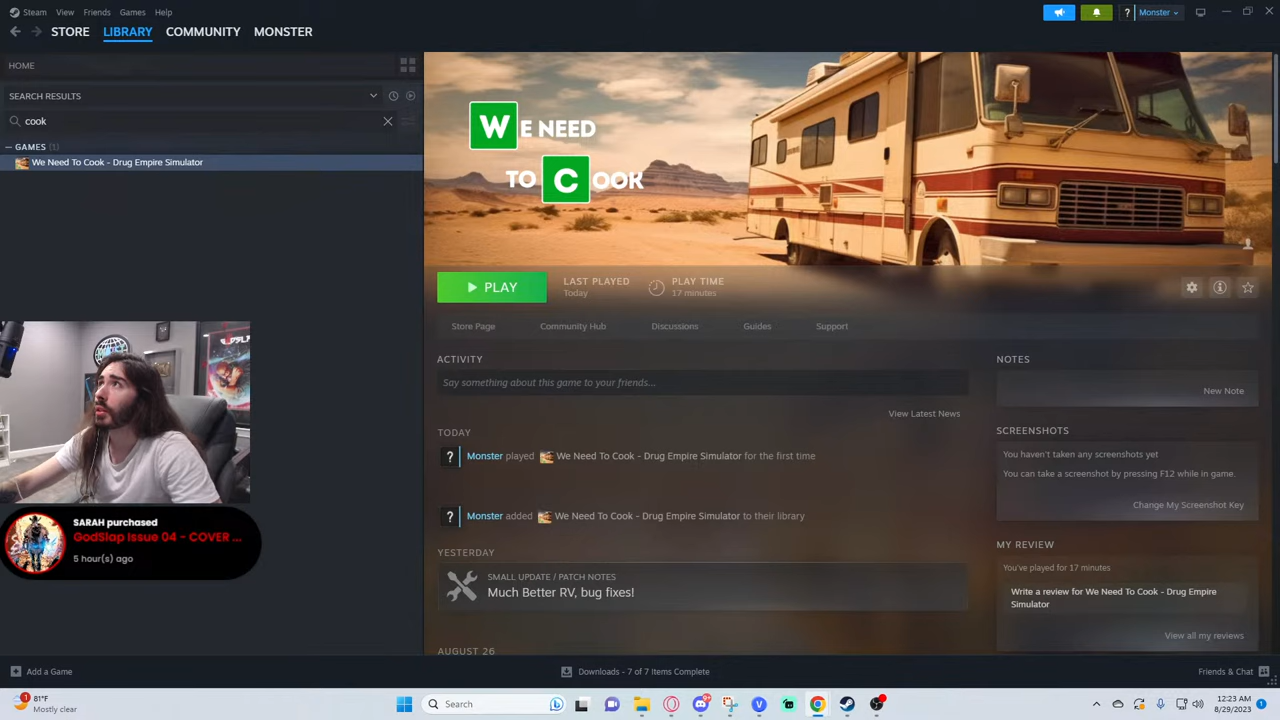 Steam View Friends Games Help
Monster
STORE LIBRARY COMMUNITY MONSTER
HOME
SEARCH RESULTS
cook
GAMES (1)
We Need To Cook - Drug Empire Simulator
WE NEED
TO COOK
PLAY
LAST PLAYED
Today
PLAY TIME
17 minutes
Store Page Community Hub Discussions Guides Support
ACTIVITY
Say something about this game to your friends...
View Latest News
TODAY
Monster played We Need To Cook - Drug Empire Simulator for the first time
Monster added We Need To Cook - Drug Empire Simulator to their library
YESTERDAY
SMALL UPDATE / PATCH NOTES
Much Better RV, bug fixes!
AUGUST 26
NOTES
New Note
SCREENSHOTS
You haven't taken any screenshots yet
You can take a screenshot by pressing F12 while in game.
Change My Screenshot Key
MY REVIEW
You've played for 17 minutes
Write a review for We Need To Cook - Drug Empire
Simulator
View all my reviews
SARAH purchased
GodSlap Issue 04 - COVER ...
5 hour(s) ago
Add a Game
Downloads - 7 of 7 Items Complete
Friends & Chat
1
81°F
Mostly clear
Search
9+
12:23 AM
8/29/2023